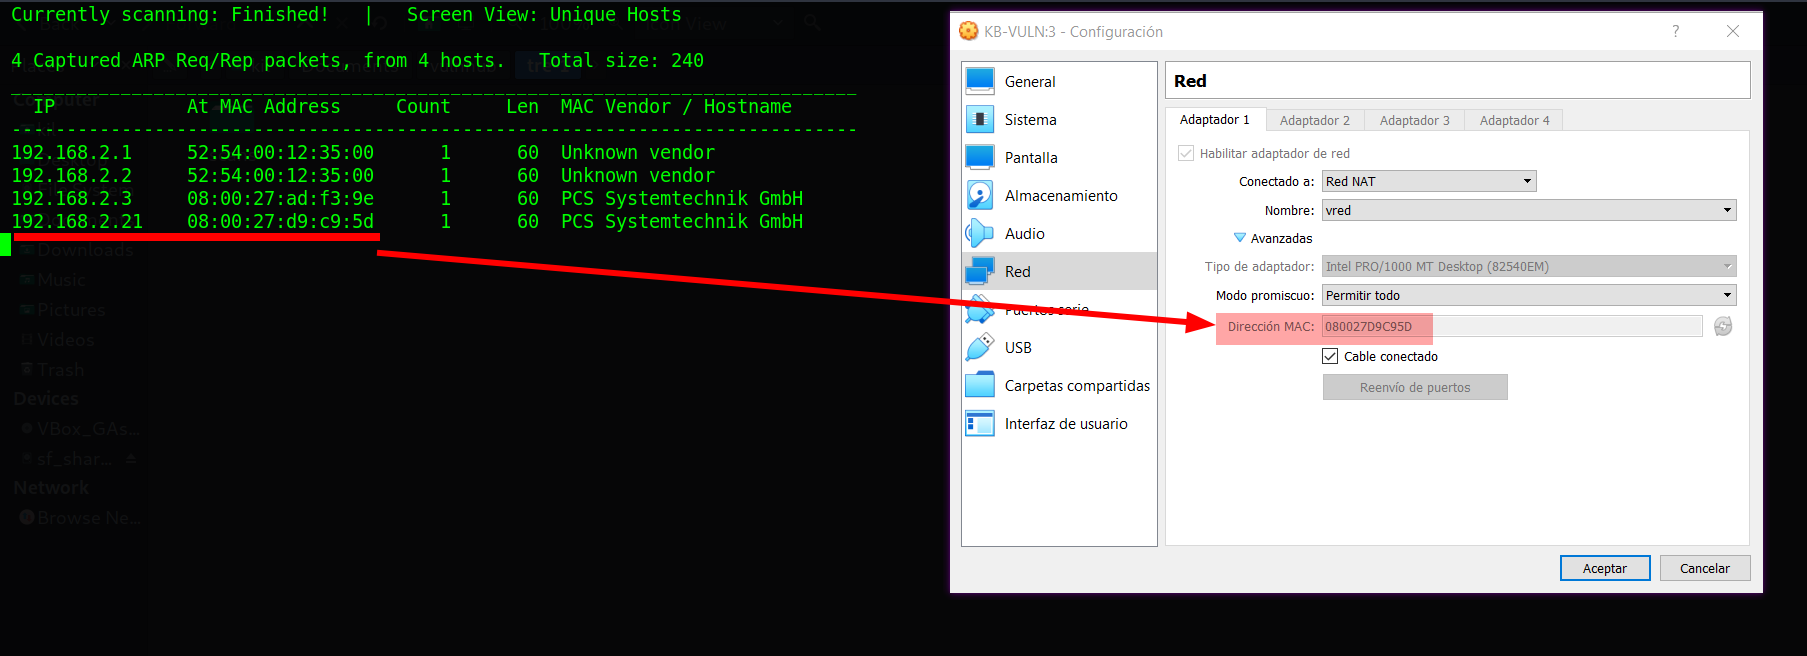 Currently scanning: Finished!   |   Screen View: Unique Hosts
4 Captured ARP Req/Rep packets, from 4 hosts.   Total size: 240
IP            At MAC Address     Count     Len  MAC Vendor / Hostname
192.168.2.1     52:54:00:12:35:00      1      60  Unknown vendor
192.168.2.2     52:54:00:12:35:00      1      60  Unknown vendor
192.168.2.3     08:00:27:ad:f3:9e      1      60  PCS Systemtechnik GmbH
192.168.2.21    08:00:27:d9:c9:5d      1      60  PCS Systemtechnik GmbH
Computer
Downloads
Music
Pictures
Videos
Trash
Devices
VBox_GAs...
sf_shar...
Network
Browse Ne...
View
KB-VULN:3 - Configuración
?
General
Sistema
Pantalla
Almacenamiento
Audio
Red
Puertos serie
USB
Carpetas compartidas
Interfaz de usuario
Red
Adaptador 1
Adaptador 2
Adaptador 3
Adaptador 4
Habilitar adaptador de red
Conectado a: Red NAT
Nombre: vred
Avanzadas
Tipo de adaptador: Intel PRO/1000 MT Desktop (82540EM)
Modo promiscuo: Permitir todo
Dirección MAC: 080027D9C95D
Cable conectado
Reenvío de puertos
Aceptar
Cancelar